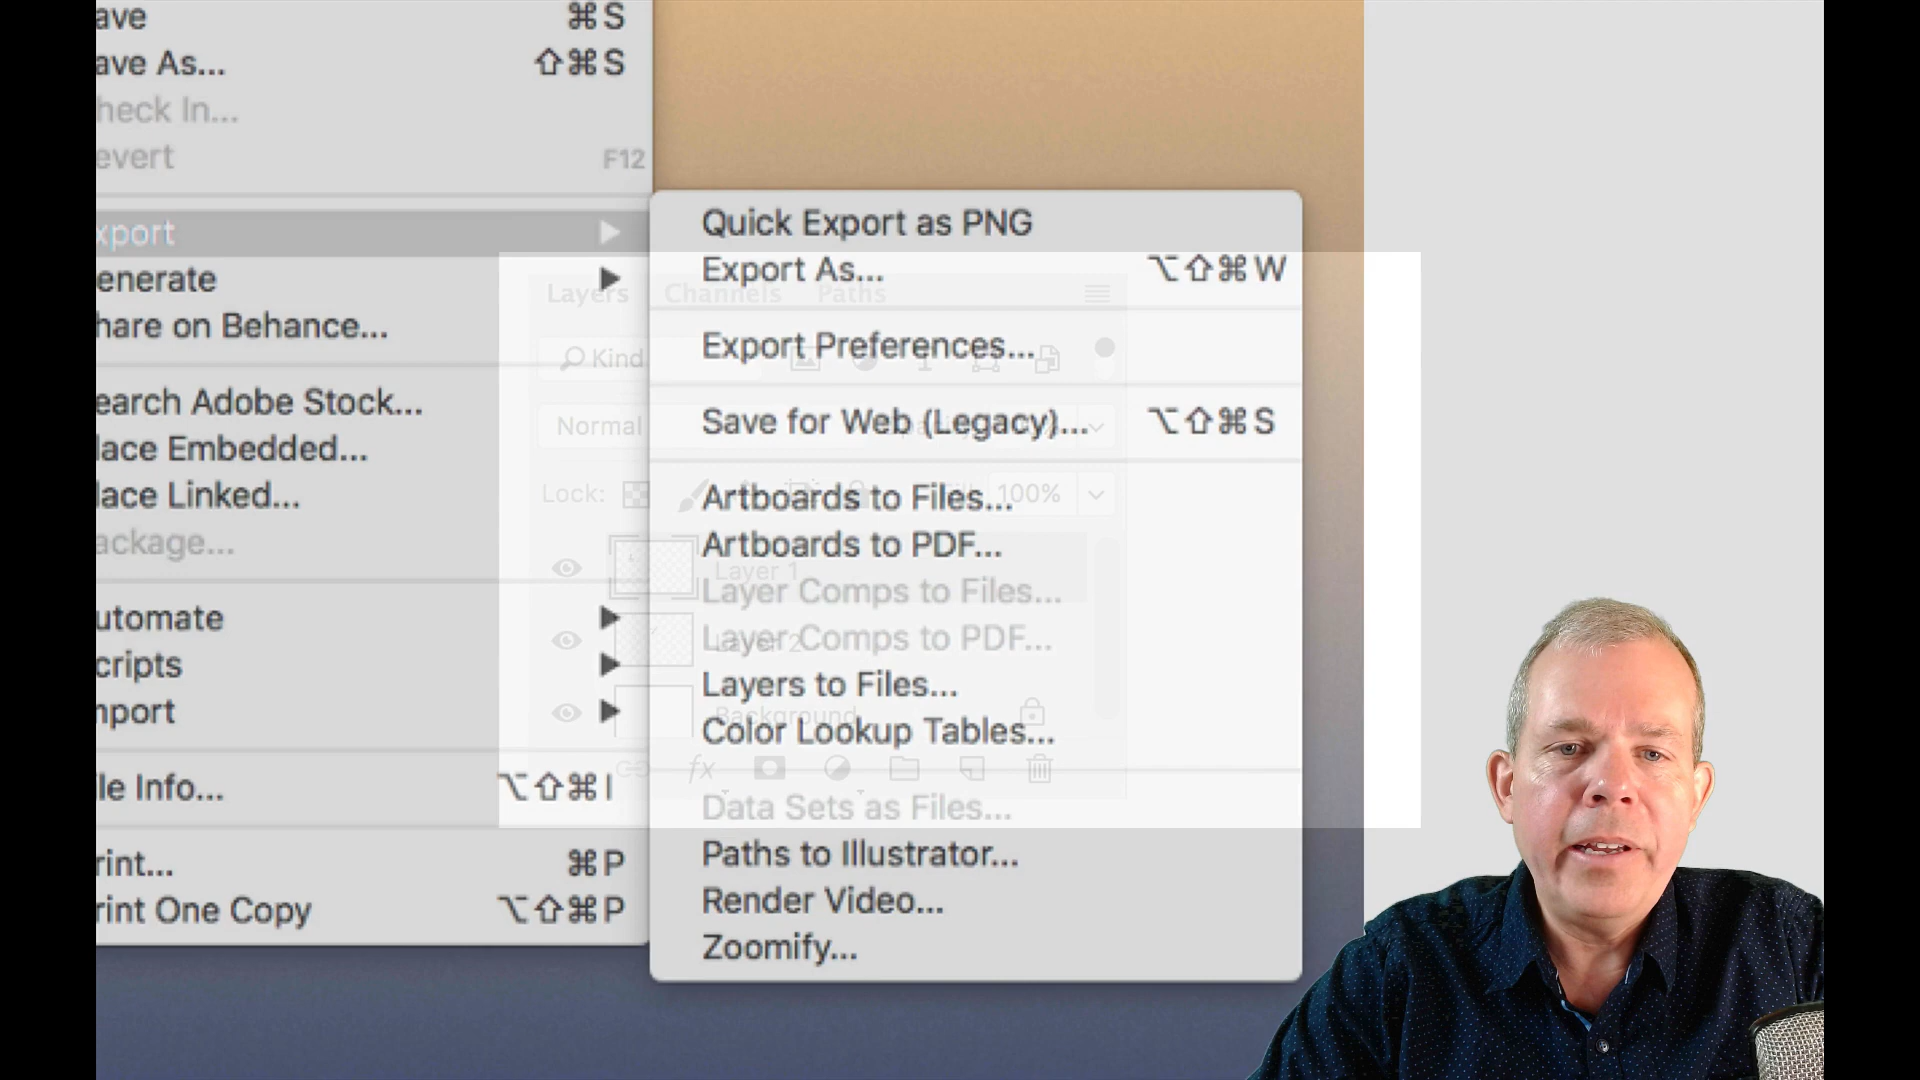 ave ⌘S
ave As... ⇧⌘S
heck In...
evert F12
xport
enerate
hare on Behance...
earch Adobe Stock...
lace Embedded...
lace Linked...
ackage...
utomate
cripts
mport
le Info... ⌥⇧⌘I
rint... ⌘P
rint One Copy ⌥⇧⌘P
Quick Export as PNG
Export As... ⌥⇧⌘W
Export Preferences...
Save for Web (Legacy)... ⌥⇧⌘S
Artboards to Files...
Artboards to PDF...
Layer Comps to Files...
Layer Comps to PDF...
Layers to Files...
Color Lookup Tables...
Data Sets as Files...
Paths to Illustrator...
Render Video...
Zoomify...
Layers Channels Paths
Kind
Normal
Lock: 100%
Layer 1
Layer 2
Background
fx